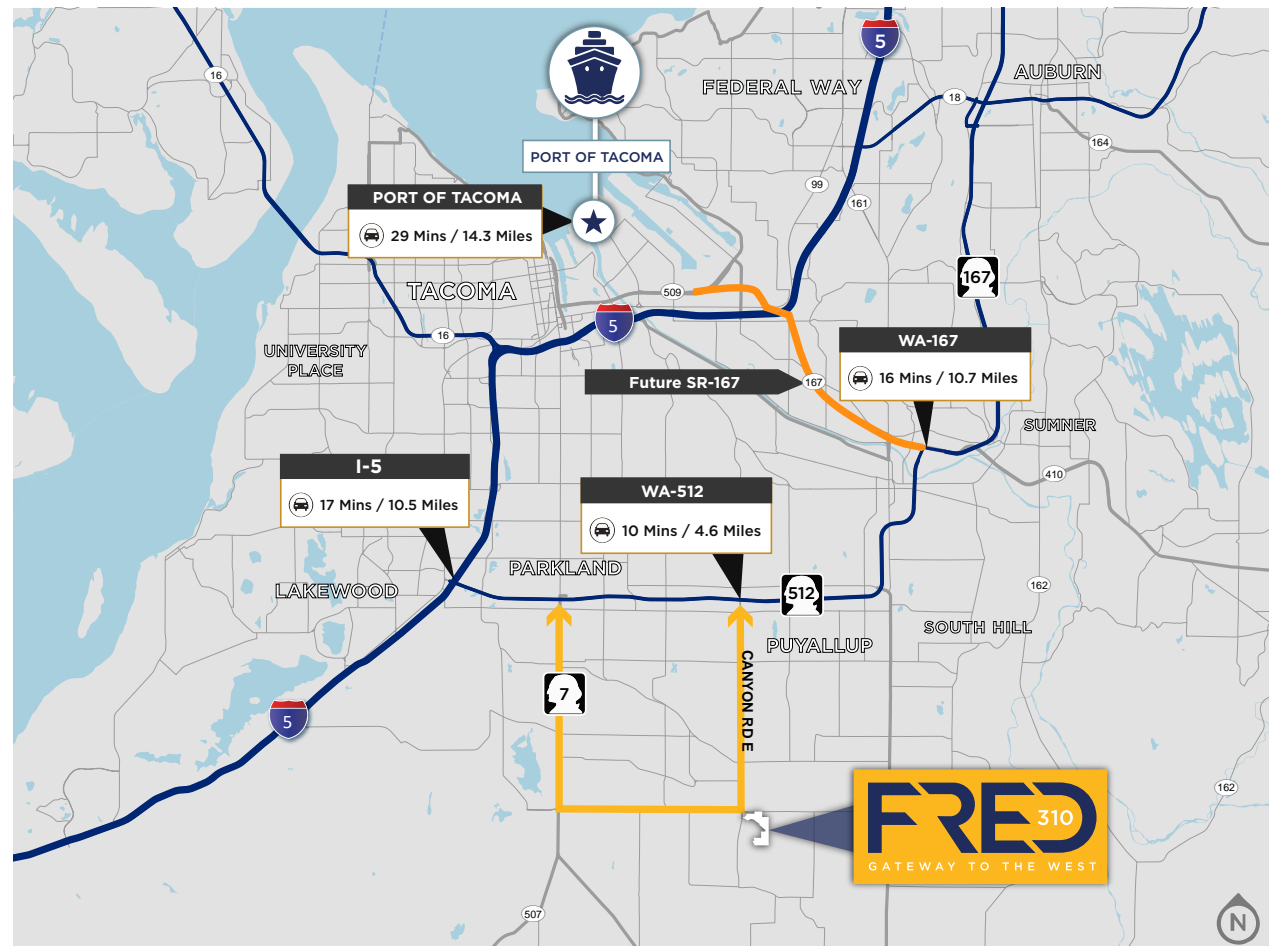 5
16
FEDERAL WAY
AUBURN
18
164
PORT OF TACOMA
99
161
PORT OF TACOMA
29 Mins / 14.3 Miles
167
TACOMA
509
5
16
WA-167
16 Mins / 10.7 Miles
UNIVERSITY
PLACE
Future SR-167
167
SUMNER
410
I-5
17 Mins / 10.5 Miles
WA-512
10 Mins / 4.6 Miles
PARKLAND
LAKEWOOD
512
162
SOUTH HILL
PUYALLUP
CANYON RD E
7
5
162
FRED
310
GATEWAY TO THE WEST
507
N